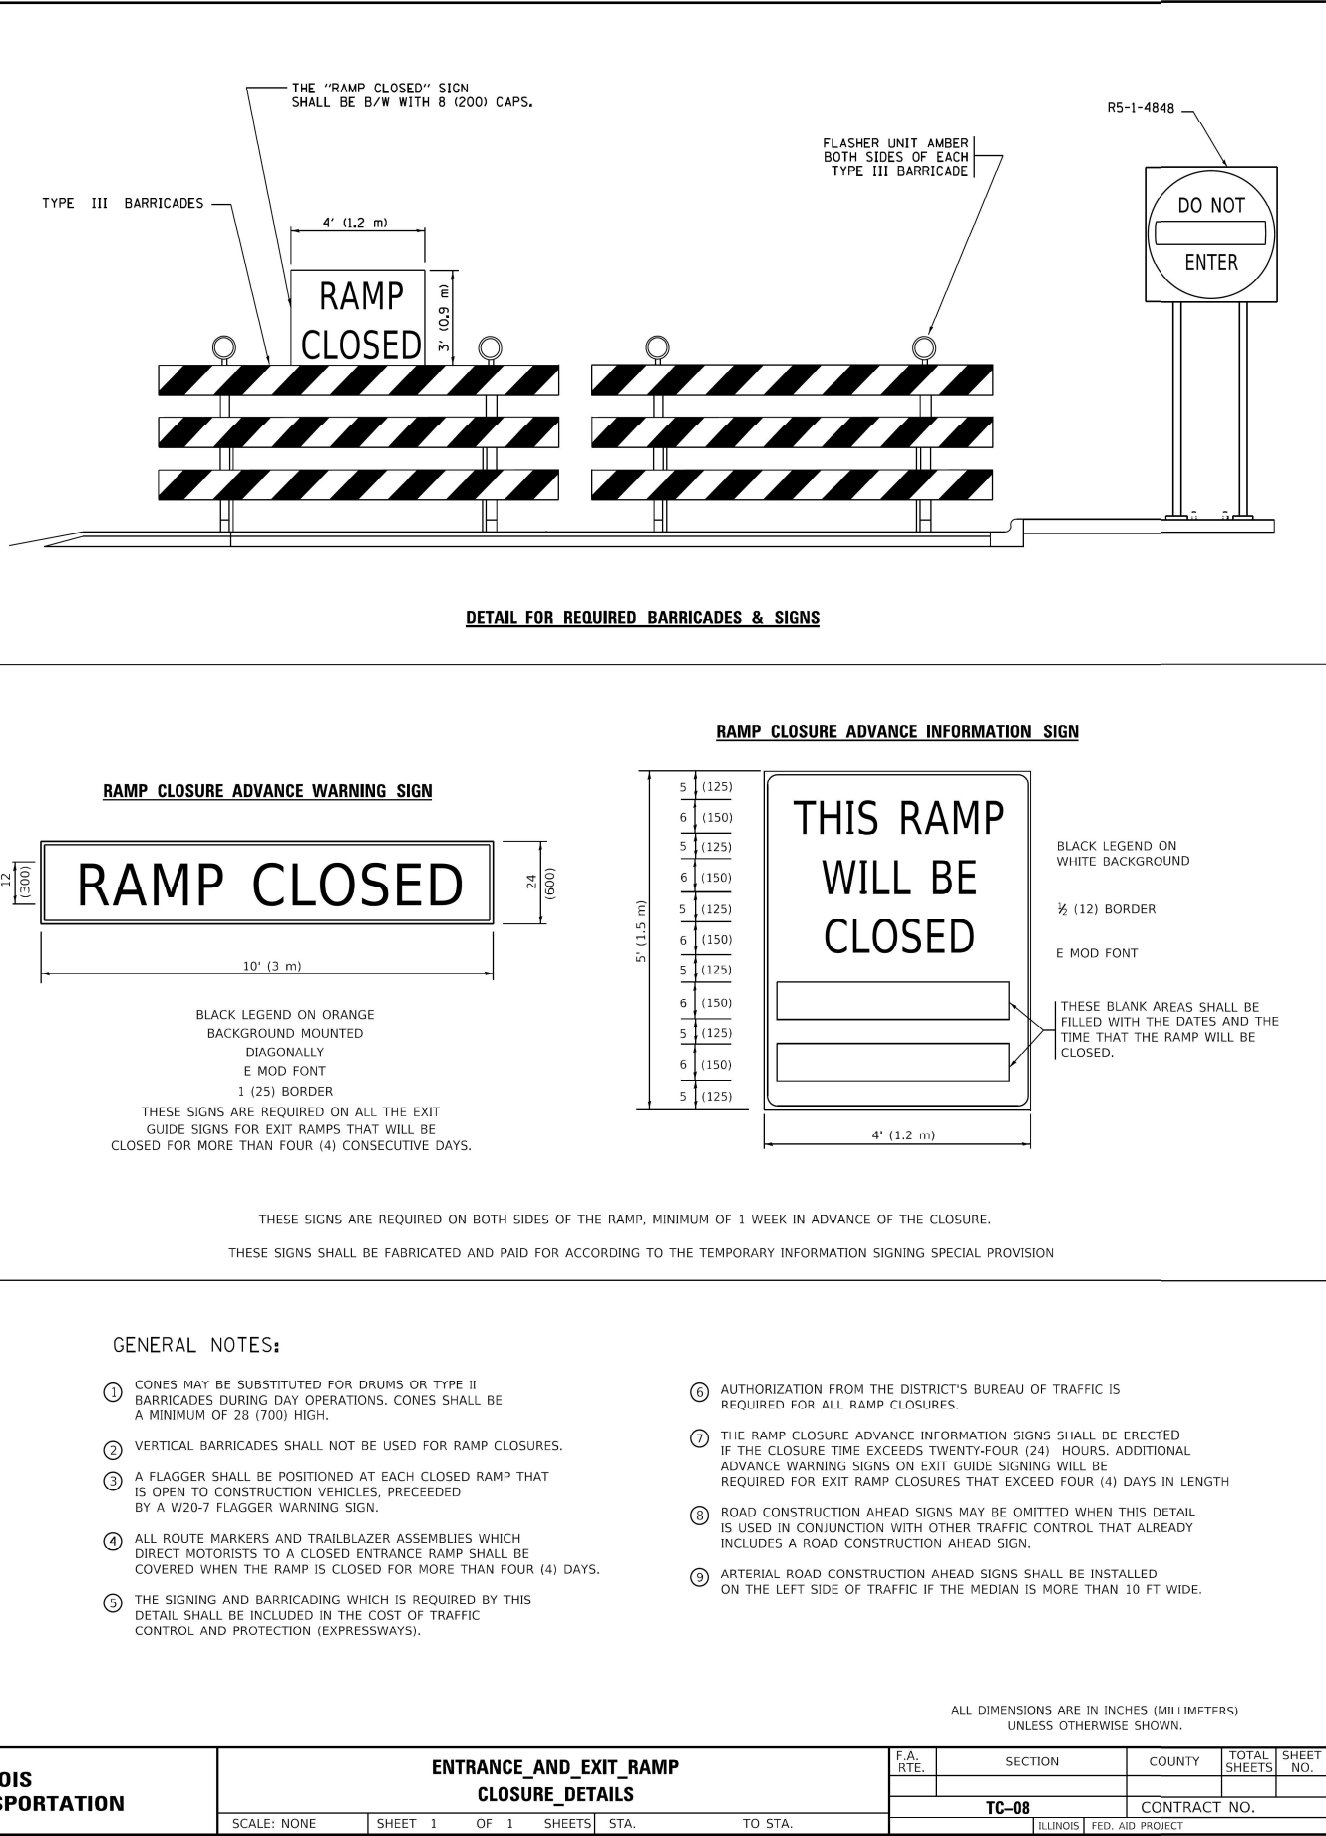 THE "RAMP CLOSED" SIGN
SHALL BE B/W WITH 8 (200) CAPS.
R5-1-4848
FLASHER UNIT AMBER
BOTH SIDES OF EACH
TYPE III BARRICADE
TYPE III BARRICADES
4' (1.2 m)
3' (0.9 m)
RAMP
CLOSED
DO NOT
ENTER
DETAIL FOR REQUIRED BARRICADES & SIGNS
RAMP CLOSURE ADVANCE WARNING SIGN
12
(300)
RAMP CLOSED
24
(600)
10' (3 m)
BLACK LEGEND ON ORANGE
BACKGROUND MOUNTED
DIAGONALLY
E MOD FONT
1 (25) BORDER
THESE SIGNS ARE REQUIRED ON ALL THE EXIT
GUIDE SIGNS FOR EXIT RAMPS THAT WILL BE
CLOSED FOR MORE THAN FOUR (4) CONSECUTIVE DAYS.
RAMP CLOSURE ADVANCE INFORMATION SIGN
5' (1.5 m)
5 (125)
6 (150)
5 (125)
6 (150)
5 (125)
6 (150)
5 (125)
6 (150)
5 (125)
6 (150)
5 (125)
THIS RAMP
WILL BE
CLOSED
4' (1.2 m)
BLACK LEGEND ON
WHITE BACKGROUND
½ (12) BORDER
E MOD FONT
THESE BLANK AREAS SHALL BE
FILLED WITH THE DATES AND THE
TIME THAT THE RAMP WILL BE
CLOSED.
THESE SIGNS ARE REQUIRED ON BOTH SIDES OF THE RAMP, MINIMUM OF 1 WEEK IN ADVANCE OF THE CLOSURE.
THESE SIGNS SHALL BE FABRICATED AND PAID FOR ACCORDING TO THE TEMPORARY INFORMATION SIGNING SPECIAL PROVISION
GENERAL NOTES:
1 CONES MAY BE SUBSTITUTED FOR DRUMS OR TYPE II
BARRICADES DURING DAY OPERATIONS. CONES SHALL BE
A MINIMUM OF 28 (700) HIGH.
2 VERTICAL BARRICADES SHALL NOT BE USED FOR RAMP CLOSURES.
3 A FLAGGER SHALL BE POSITIONED AT EACH CLOSED RAMP THAT
IS OPEN TO CONSTRUCTION VEHICLES, PRECEEDED
BY A W20-7 FLAGGER WARNING SIGN.
4 ALL ROUTE MARKERS AND TRAILBLAZER ASSEMBLIES WHICH
DIRECT MOTORISTS TO A CLOSED ENTRANCE RAMP SHALL BE
COVERED WHEN THE RAMP IS CLOSED FOR MORE THAN FOUR (4) DAYS.
5 THE SIGNING AND BARRICADING WHICH IS REQUIRED BY THIS
DETAIL SHALL BE INCLUDED IN THE COST OF TRAFFIC
CONTROL AND PROTECTION (EXPRESSWAYS).
6 AUTHORIZATION FROM THE DISTRICT'S BUREAU OF TRAFFIC IS
REQUIRED FOR ALL RAMP CLOSURES.
7 THE RAMP CLOSURE ADVANCE INFORMATION SIGNS SHALL BE ERECTED
IF THE CLOSURE TIME EXCEEDS TWENTY-FOUR (24) HOURS. ADDITIONAL
ADVANCE WARNING SIGNS ON EXIT GUIDE SIGNING WILL BE
REQUIRED FOR EXIT RAMP CLOSURES THAT EXCEED FOUR (4) DAYS IN LENGTH
8 ROAD CONSTRUCTION AHEAD SIGNS MAY BE OMITTED WHEN THIS DETAIL
IS USED IN CONJUNCTION WITH OTHER TRAFFIC CONTROL THAT ALREADY
INCLUDES A ROAD CONSTRUCTION AHEAD SIGN.
9 ARTERIAL ROAD CONSTRUCTION AHEAD SIGNS SHALL BE INSTALLED
ON THE LEFT SIDE OF TRAFFIC IF THE MEDIAN IS MORE THAN 10 FT WIDE.
ALL DIMENSIONS ARE IN INCHES (MILLIMETERS)
UNLESS OTHERWISE SHOWN.
OIS
SPORTATION
ENTRANCE_AND_EXIT_RAMP
CLOSURE_DETAILS
SCALE: NONE SHEET 1 OF 1 SHEETS STA. TO STA.
F.A. RTE. SECTION COUNTY TOTAL SHEETS SHEET NO.
TC–08 CONTRACT NO.
ILLINOIS FED. AID PROJECT